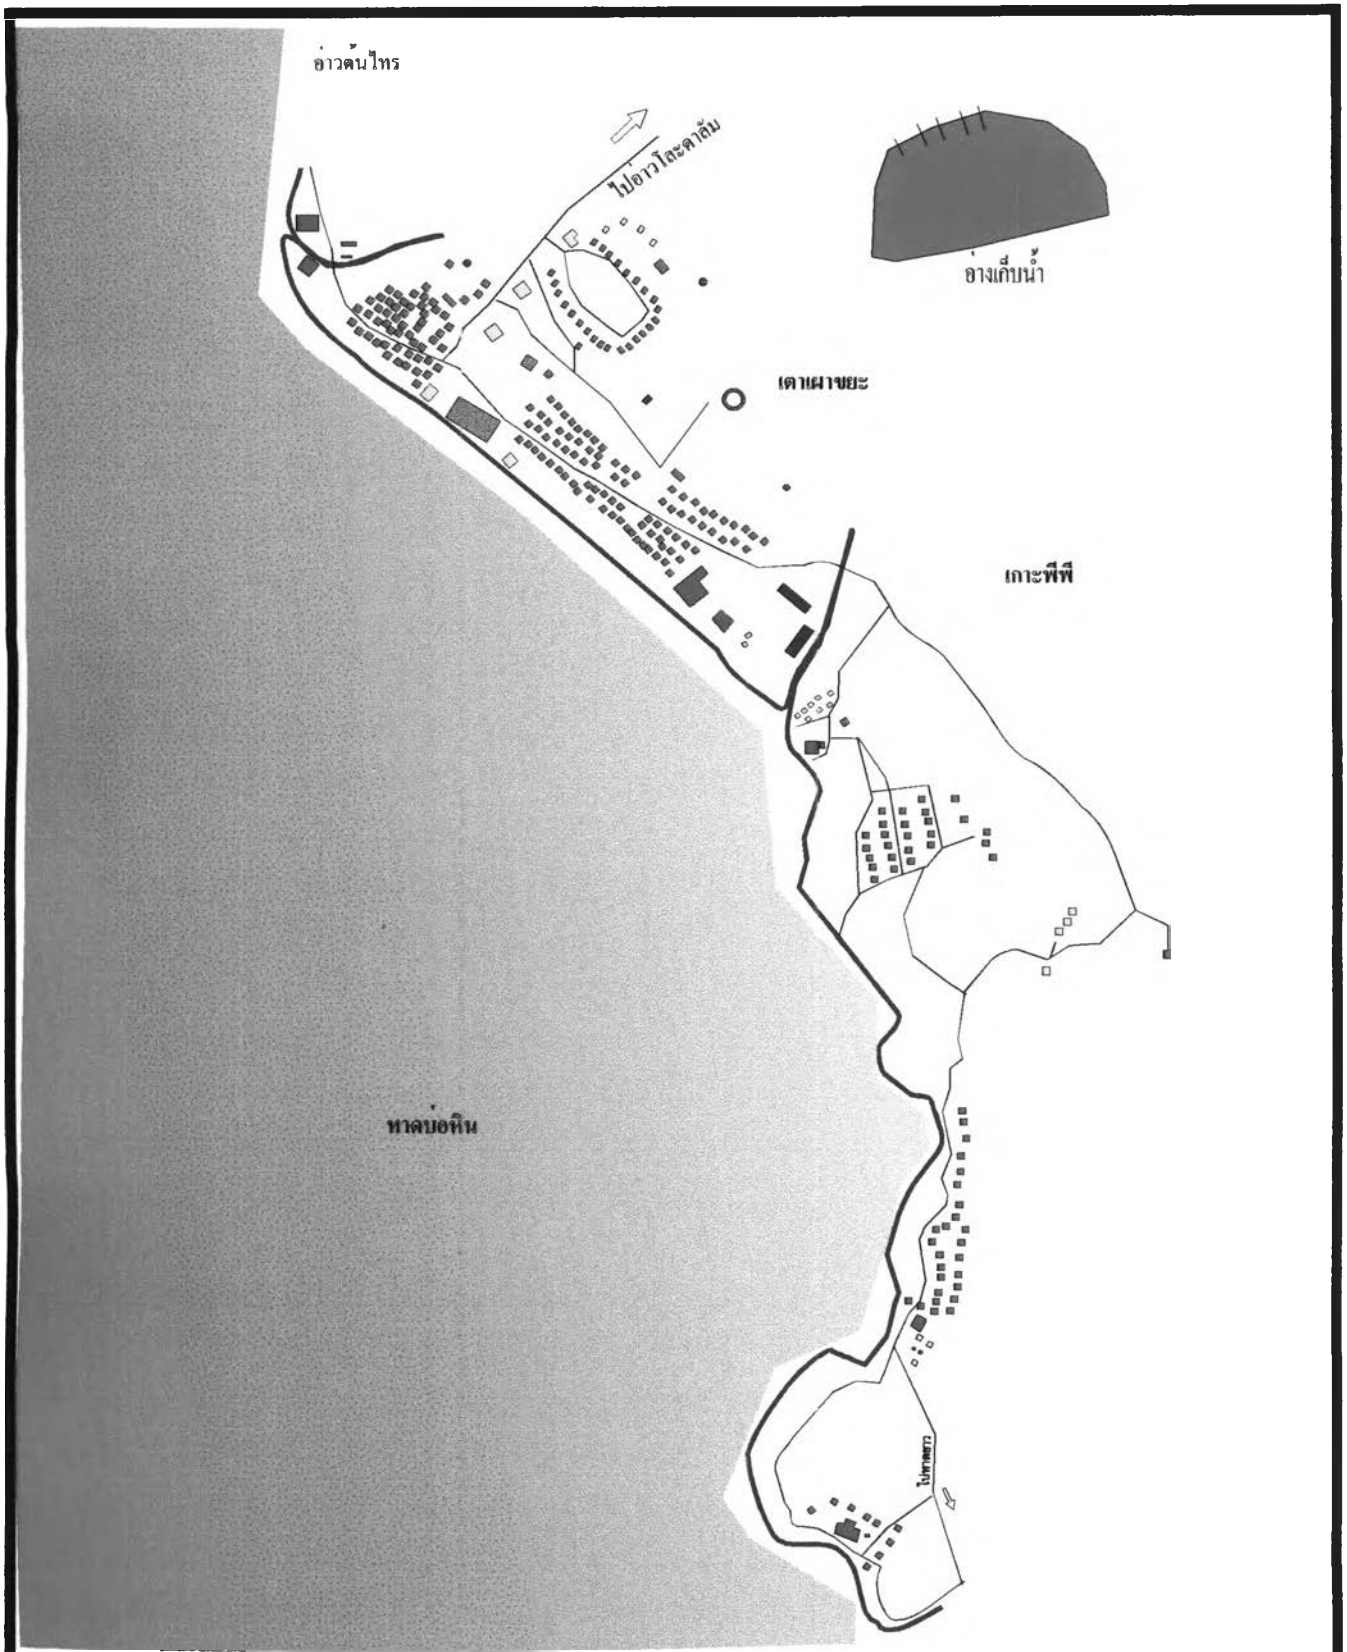 อ่าวต้นไทร
ไปอ่าวโละดาลัม
อ่างเก็บน้ำ
เตาเผาขยะ
เกาะพีพี
หาดบ่อหิน
ไปหาดยาว